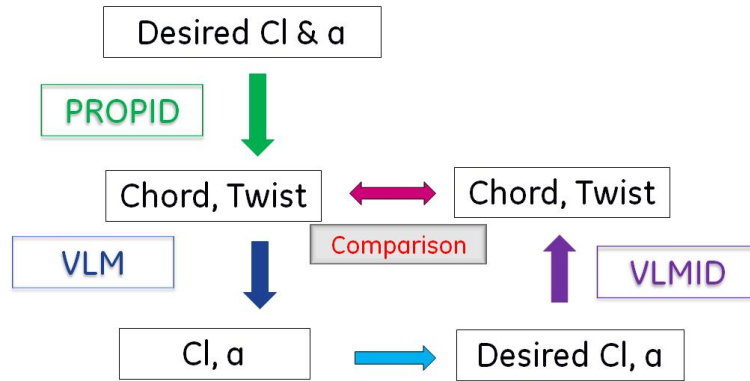 Desired Cl & a
PROPID
Chord, Twist
Chord, Twist
Comparison
VLM
VLMID
Cl, a
Desired Cl, a